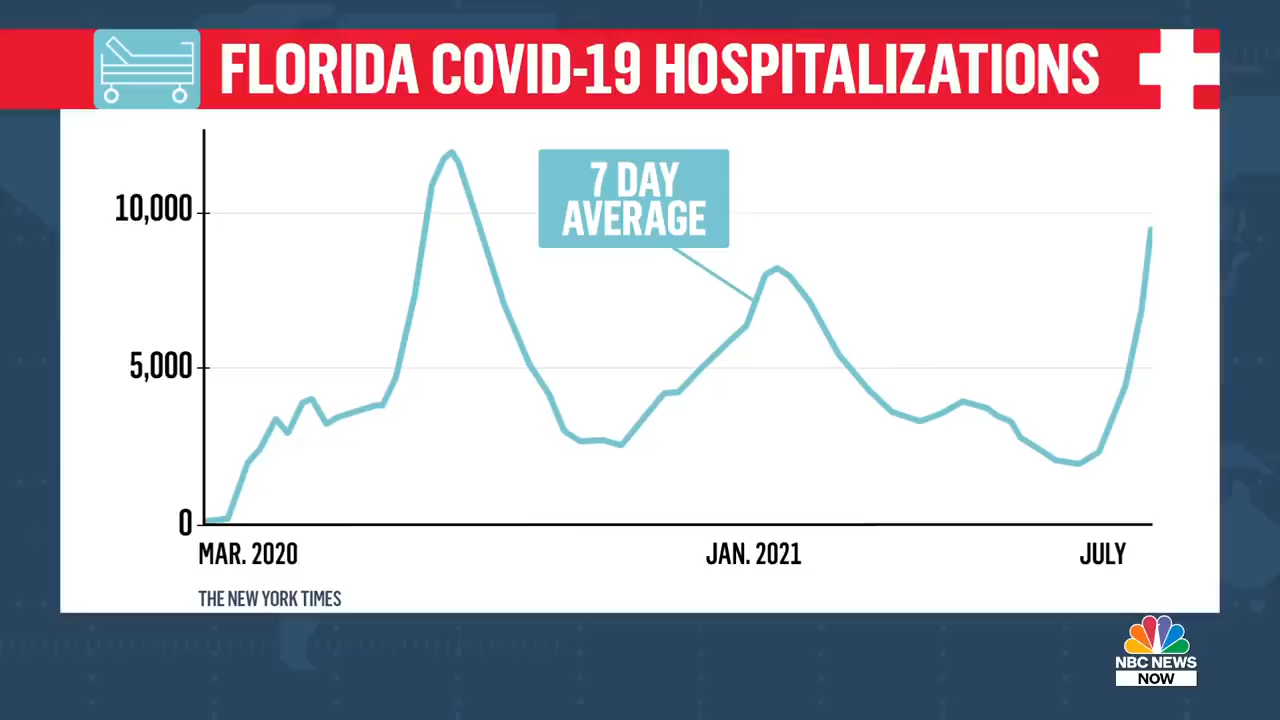 FLORIDA COVID-19 HOSPITALIZATIONS
7 DAY
AVERAGE
10,000
5,000
0
MAR. 2020
JAN. 2021
JULY
THE NEW YORK TIMES
NBC NEWS
NOW